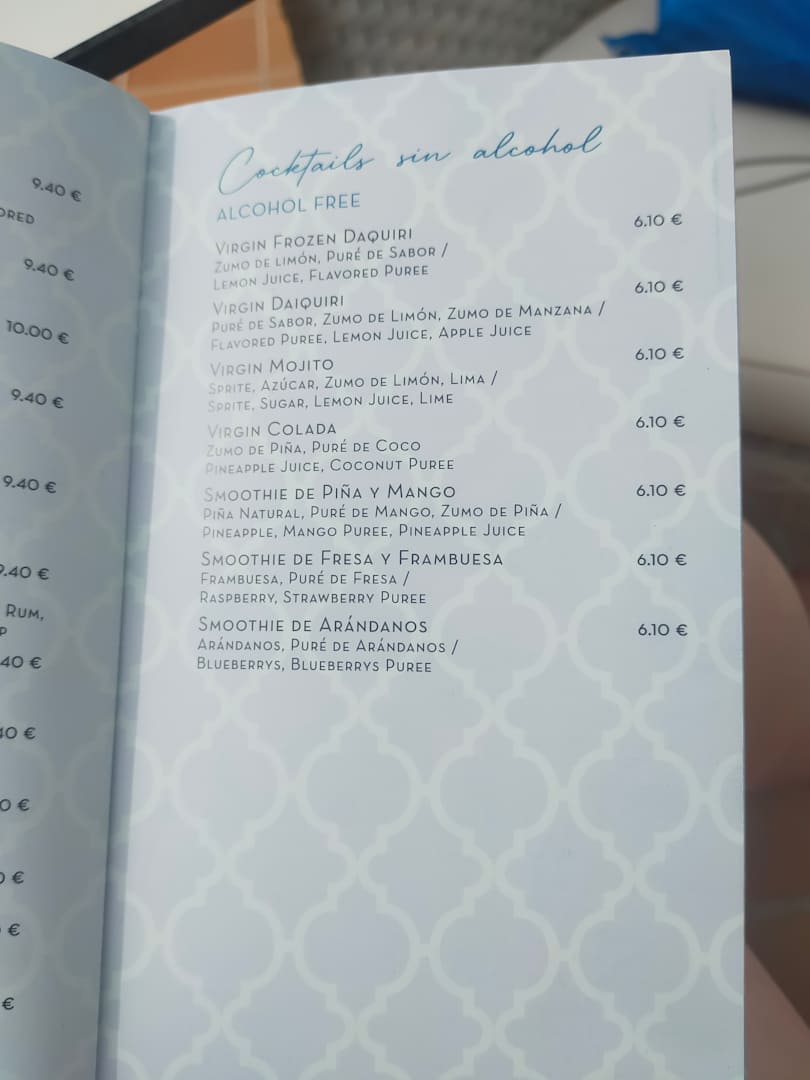 9.40 €
ORED
9.40 €
10.00 €
9.40 €
9.40 €
9.40 €
RUM,
P
40 €
40 €
0 €
€
€
€
Cocktails sin alcohol
ALCOHOL FREE
VIRGIN FROZEN DAQUIRI 6.10 €
ZUMO DE LIMÓN, PURÉ DE SABOR /
LEMON JUICE, FLAVORED PUREE
VIRGIN DAIQUIRI 6.10 €
PURÉ DE SABOR, ZUMO DE LIMÓN, ZUMO DE MANZANA /
FLAVORED PUREE, LEMON JUICE, APPLE JUICE
VIRGIN MOJITO 6.10 €
SPRITE, AZÚCAR, ZUMO DE LIMÓN, LIMA /
SPRITE, SUGAR, LEMON JUICE, LIME
VIRGIN COLADA 6.10 €
ZUMO DE PIÑA, PURÉ DE COCO
PINEAPPLE JUICE, COCONUT PUREE
SMOOTHIE DE PIÑA Y MANGO 6.10 €
PIÑA NATURAL, PURÉ DE MANGO, ZUMO DE PIÑA /
PINEAPPLE, MANGO PUREE, PINEAPPLE JUICE
SMOOTHIE DE FRESA Y FRAMBUESA 6.10 €
FRAMBUESA, PURÉ DE FRESA /
RASPBERRY, STRAWBERRY PUREE
SMOOTHIE DE ARÁNDANOS 6.10 €
ARÁNDANOS, PURÉ DE ARÁNDANOS /
BLUEBERRYS, BLUEBERRYS PUREE